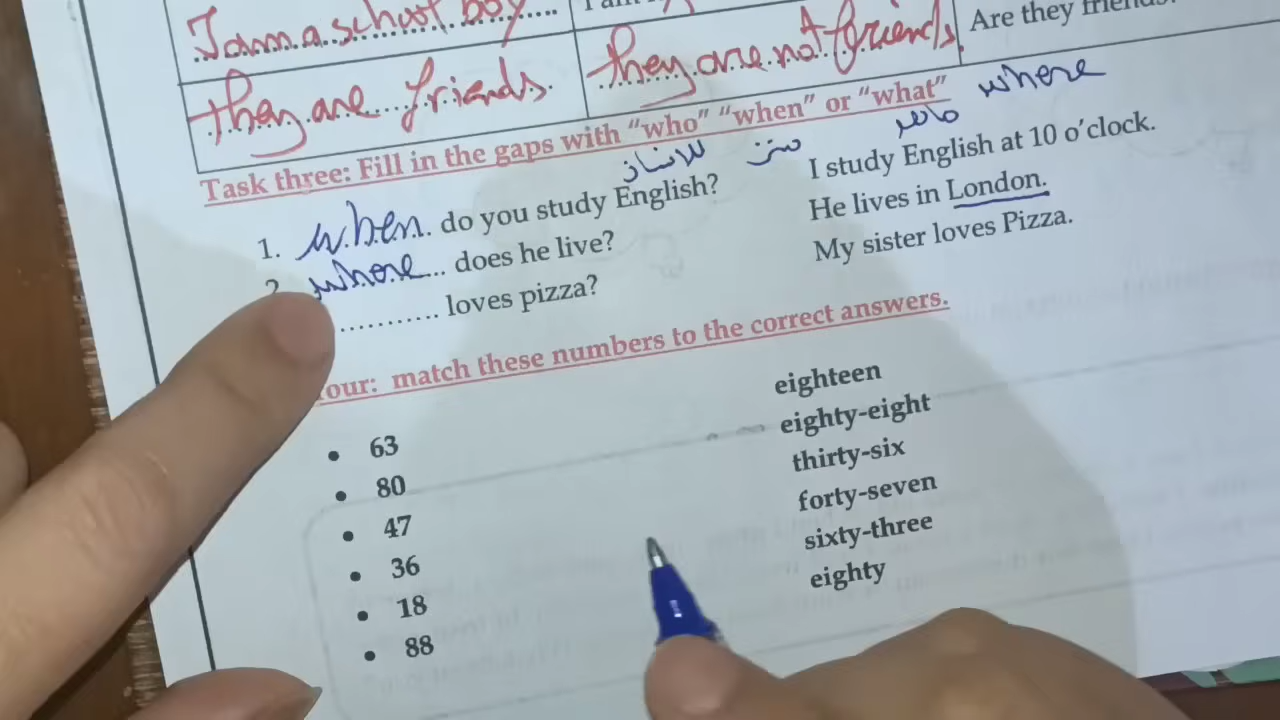 I am a school boy
I am
they are friends
they are not friends.
Are they friends?
where
Task three: Fill in the gaps with "who" "when" or "what"
للانسان
متى
1. when. do you study English?
I study English at 10 o'clock.
2. where... does he live?
He lives in London.
........... loves pizza?
My sister loves Pizza.
our: match these numbers to the correct answers.
• 63
eighteen
• 80
eighty-eight
• 47
thirty-six
• 36
forty-seven
• 18
sixty-three
• 88
eighty